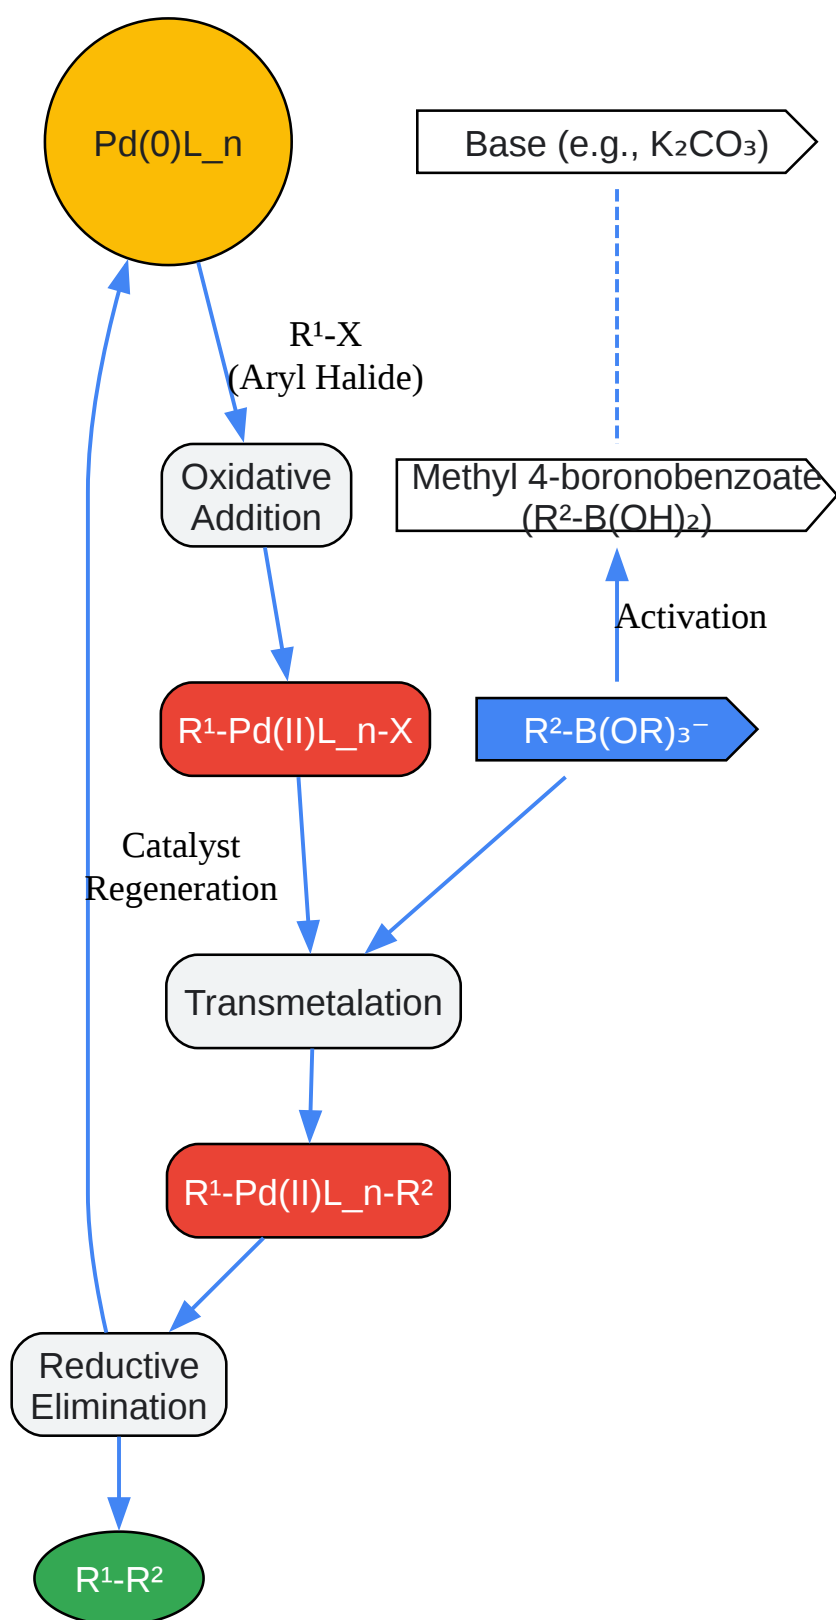 Pd(0)L_n
Base (e.g., K₂CO₃)
R¹-X
(Aryl Halide)
Oxidative
Addition
Methyl 4-boronobenzoate
(R²-B(OH)₂)
Activation
R¹-Pd(II)L_n-X
R²-B(OR)₃⁻
Catalyst
Regeneration
Transmetalation
R¹-Pd(II)L_n-R²
Reductive
Elimination
R¹-R²